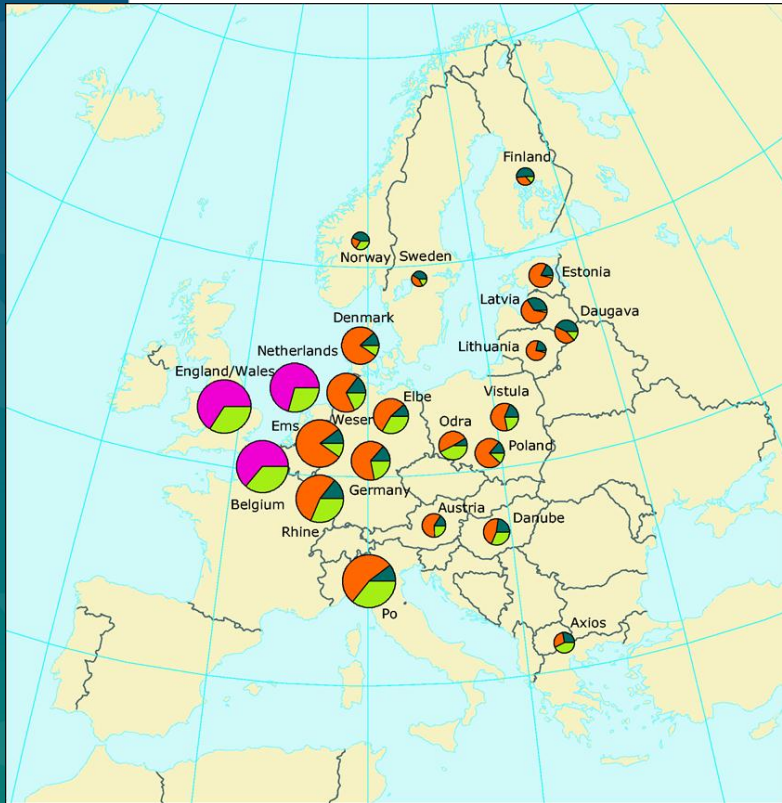 Finland
Norway
Sweden
Estonia
Latvia
Daugava
Denmark
Lithuania
Netherlands
England/Wales
Elbe
Vistula
Weser
Ems
Odra
Poland
Germany
Belgium
Austria
Danube
Rhine
Po
Axios